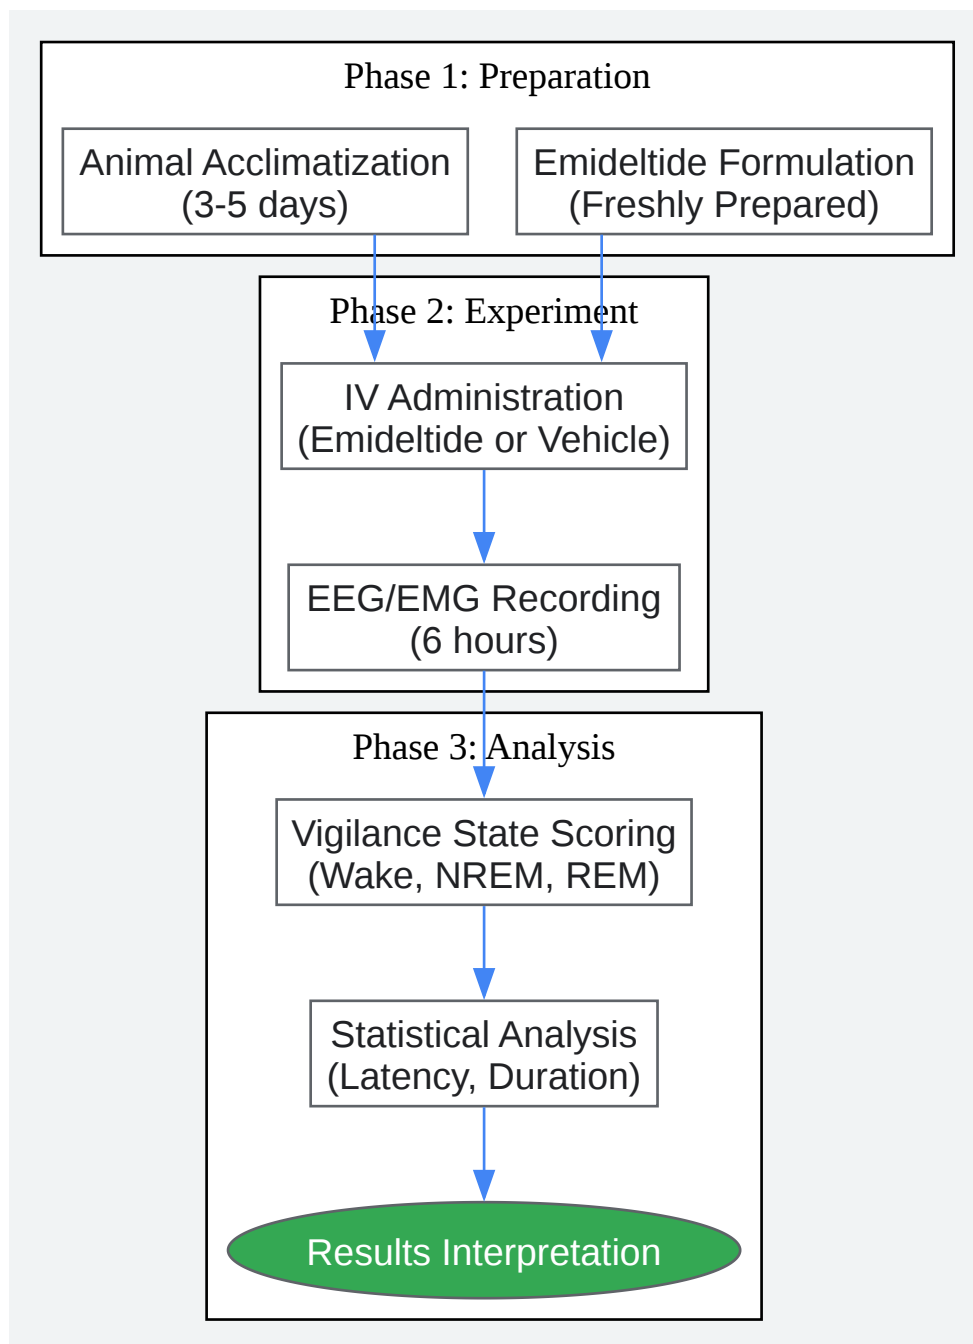 Phase 1: Preparation
Animal Acclimatization
(3-5 days)
Emideltide Formulation
(Freshly Prepared)
Phase 2: Experiment
IV Administration
(Emideltide or Vehicle)
EEG/EMG Recording
(6 hours)
Phase 3: Analysis
Vigilance State Scoring
(Wake, NREM, REM)
Statistical Analysis
(Latency, Duration)
Results Interpretation